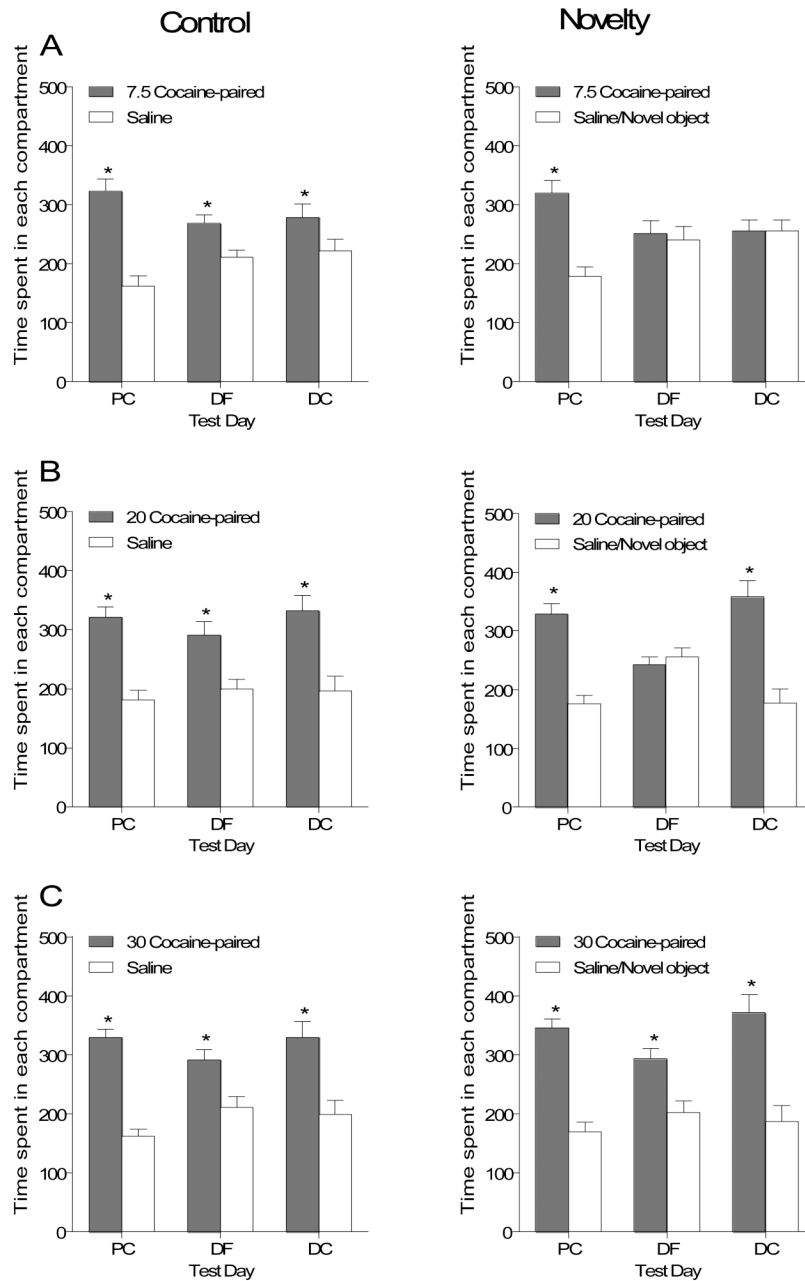 Control
Novelty
A
Time spent in each compartment
500
400
300
200
100
0
7.5 Cocaine-paired
Saline
*
*
*
PC
DF
DC
Test Day
Time spent in each compartment
500
400
300
200
100
0
7.5 Cocaine-paired
Saline/Novel object
*
PC
DF
DC
Test Day
B
Time spent in each compartment
500
400
300
200
100
0
20 Cocaine-paired
Saline
*
*
*
PC
DF
DC
Test Day
Time spent in each compartment
500
400
300
200
100
0
20 Cocaine-paired
Saline/Novel object
*
*
PC
DF
DC
Test Day
C
Time spent in each compartment
500
400
300
200
100
0
30 Cocaine-paired
Saline
*
*
*
PC
DF
DC
Test Day
Time spent in each compartment
500
400
300
200
100
0
30 Cocaine-paired
Saline/Novel object
*
*
*
PC
DF
DC
Test Day